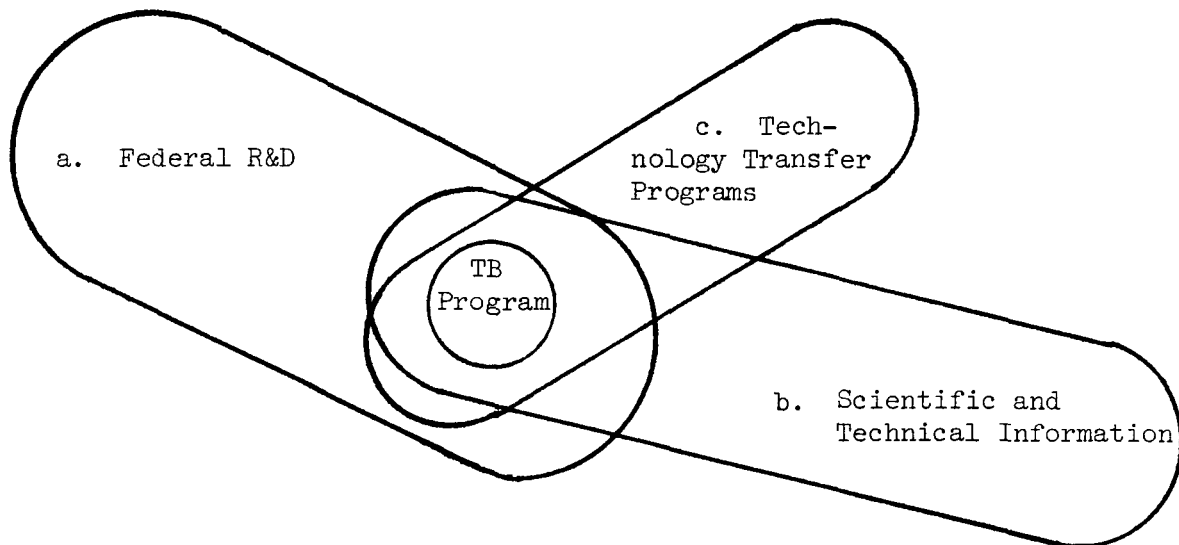 a. Federal R&D
c. Tech-
nology Transfer
Programs
TB
Program
b. Scientific and
Technical Information